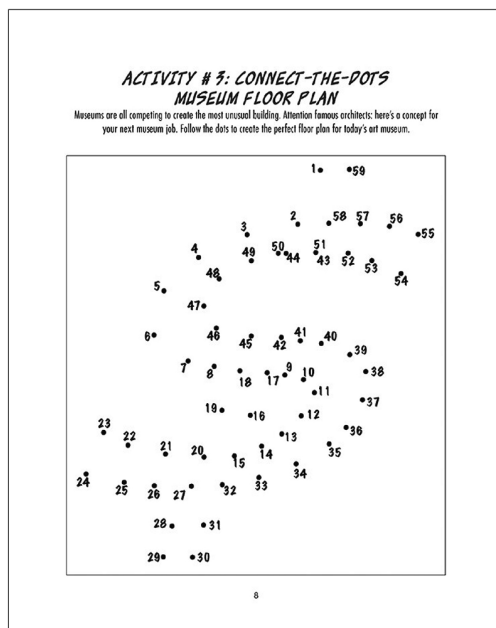 ACTIVITY # 3: CONNECT-THE-DOTS
MUSEUM FLOOR PLAN
Museums are all competing to create the most unusual building. Attention famous architects: here's a concept for
your next museum job. Follow the dots to create the perfect floor plan for today's art museum.
1 59
2 58 57 56
3 55
4 49 50 44 51 43 52 53
48 54
5
47
6 46 45 42 41 40
39
7 8 18 17 9 10 38
11 37
19 16 12
23 22 13 36
21 20 15 14 35
24 25 26 27 32 33 34
28 31
29 30
8